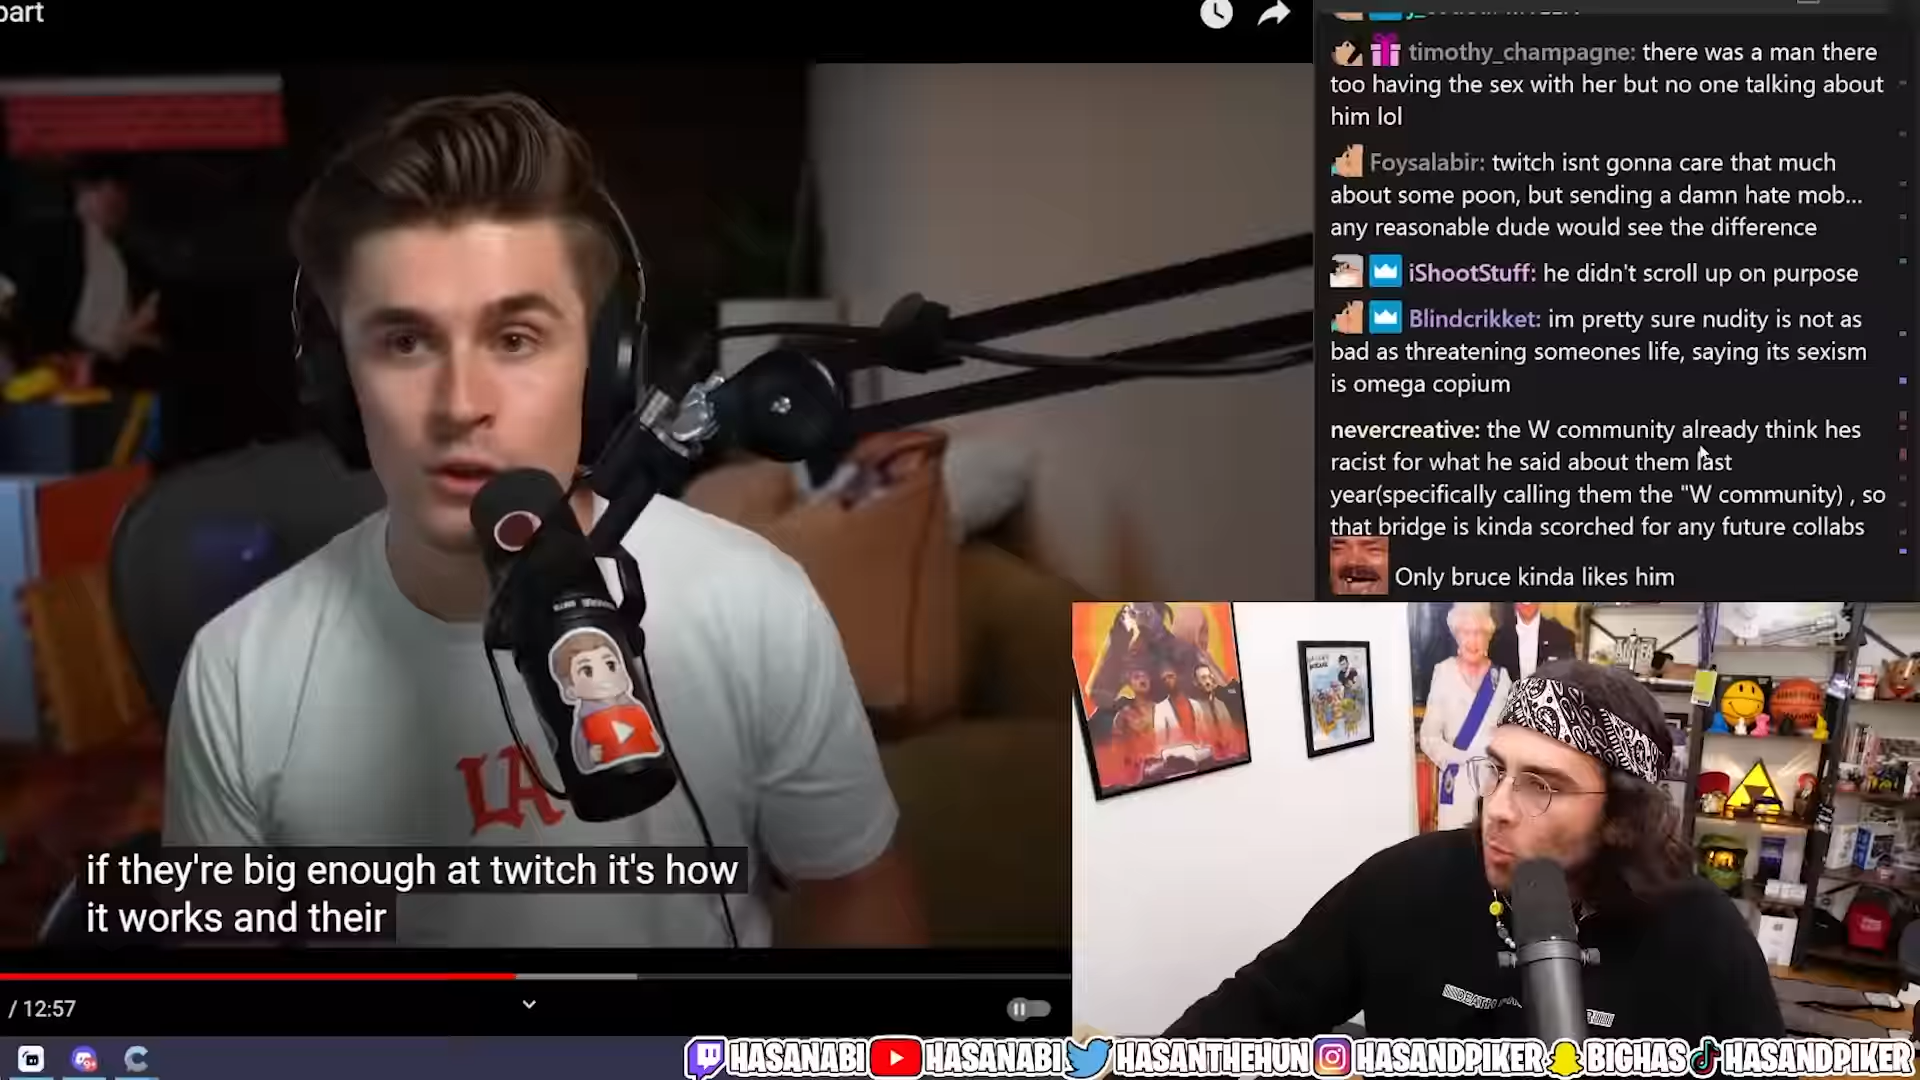 part
timothy_champagne: there was a man there
too having the sex with her but no one talking about
him lol
Foysalabir: twitch isnt gonna care that much
about some poon, but sending a damn hate mob...
any reasonable dude would see the difference
iShootStuff: he didn't scroll up on purpose
Blindcrikket: im pretty sure nudity is not as
bad as threatening someones life, saying its sexism
is omega copium
nevercreative: the W community already think hes
racist for what he said about them last
year(specifically calling them the "W community) , so
that bridge is kinda scorched for any future collabs
Only bruce kinda likes him
LA
if they're big enough at twitch it's how
it works and their
/ 12:57
HASANABI HASANABI HASANTHEHUN HASANDPIKER BIGHAS HASANDPIKER